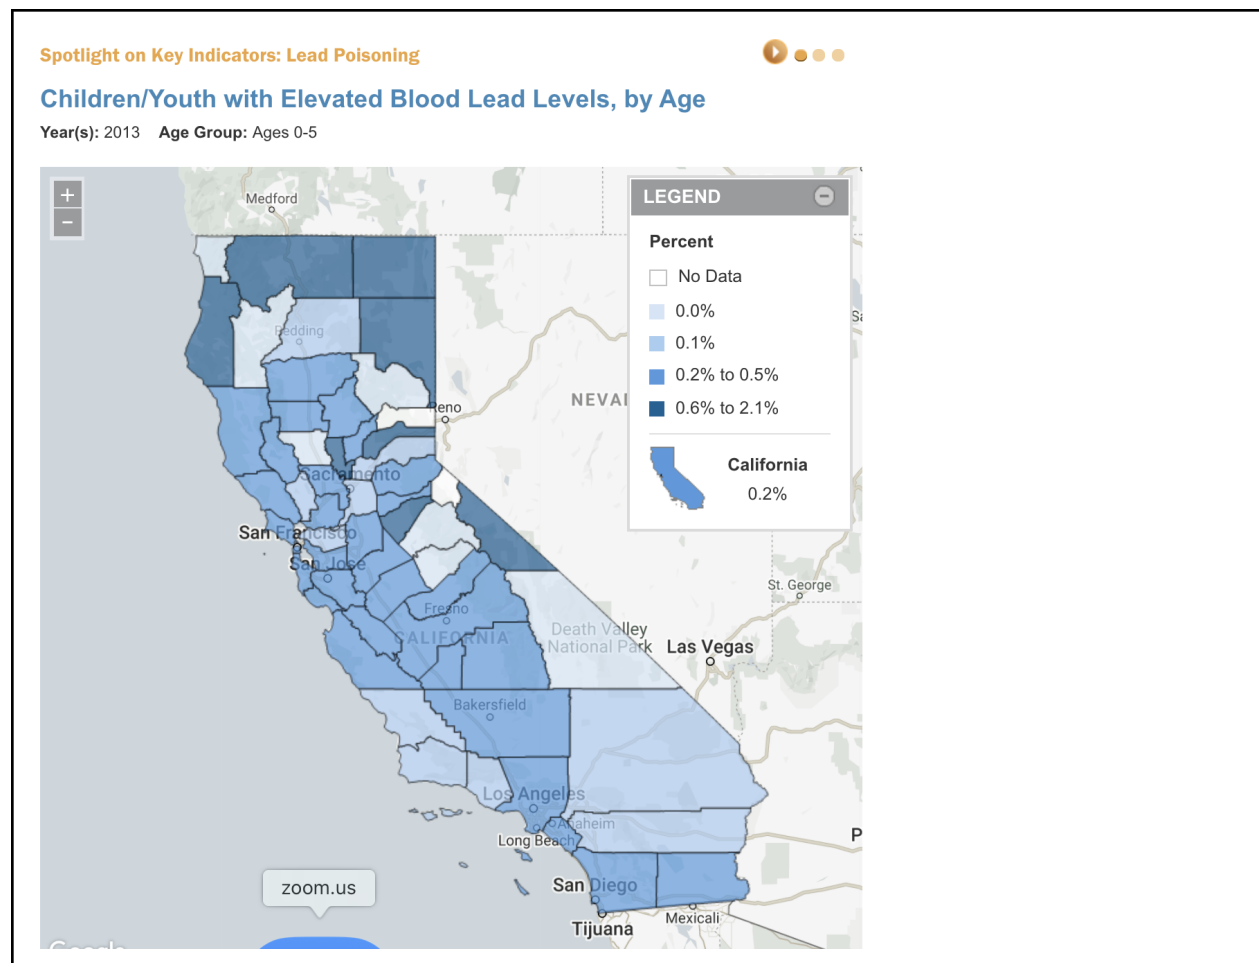 Spotlight on Key Indicators: Lead Poisoning
Children/Youth with Elevated Blood Lead Levels, by Age
Year(s): 2013 Age Group: Ages 0-5
+
−
Medford
LEGEND
Percent
No Data
0.0%
0.1%
0.2% to 0.5%
0.6% to 2.1%
California
0.2%
Redding
Reno
Sacramento
San Francisco
San Jose
St. George
Fresno
CALIFORNIA
Death Valley
National Park
Las Vegas
Bakersfield
Los Angeles
Anaheim
Long Beach
San Diego
zoom.us
Mexicali
Tijuana
Google